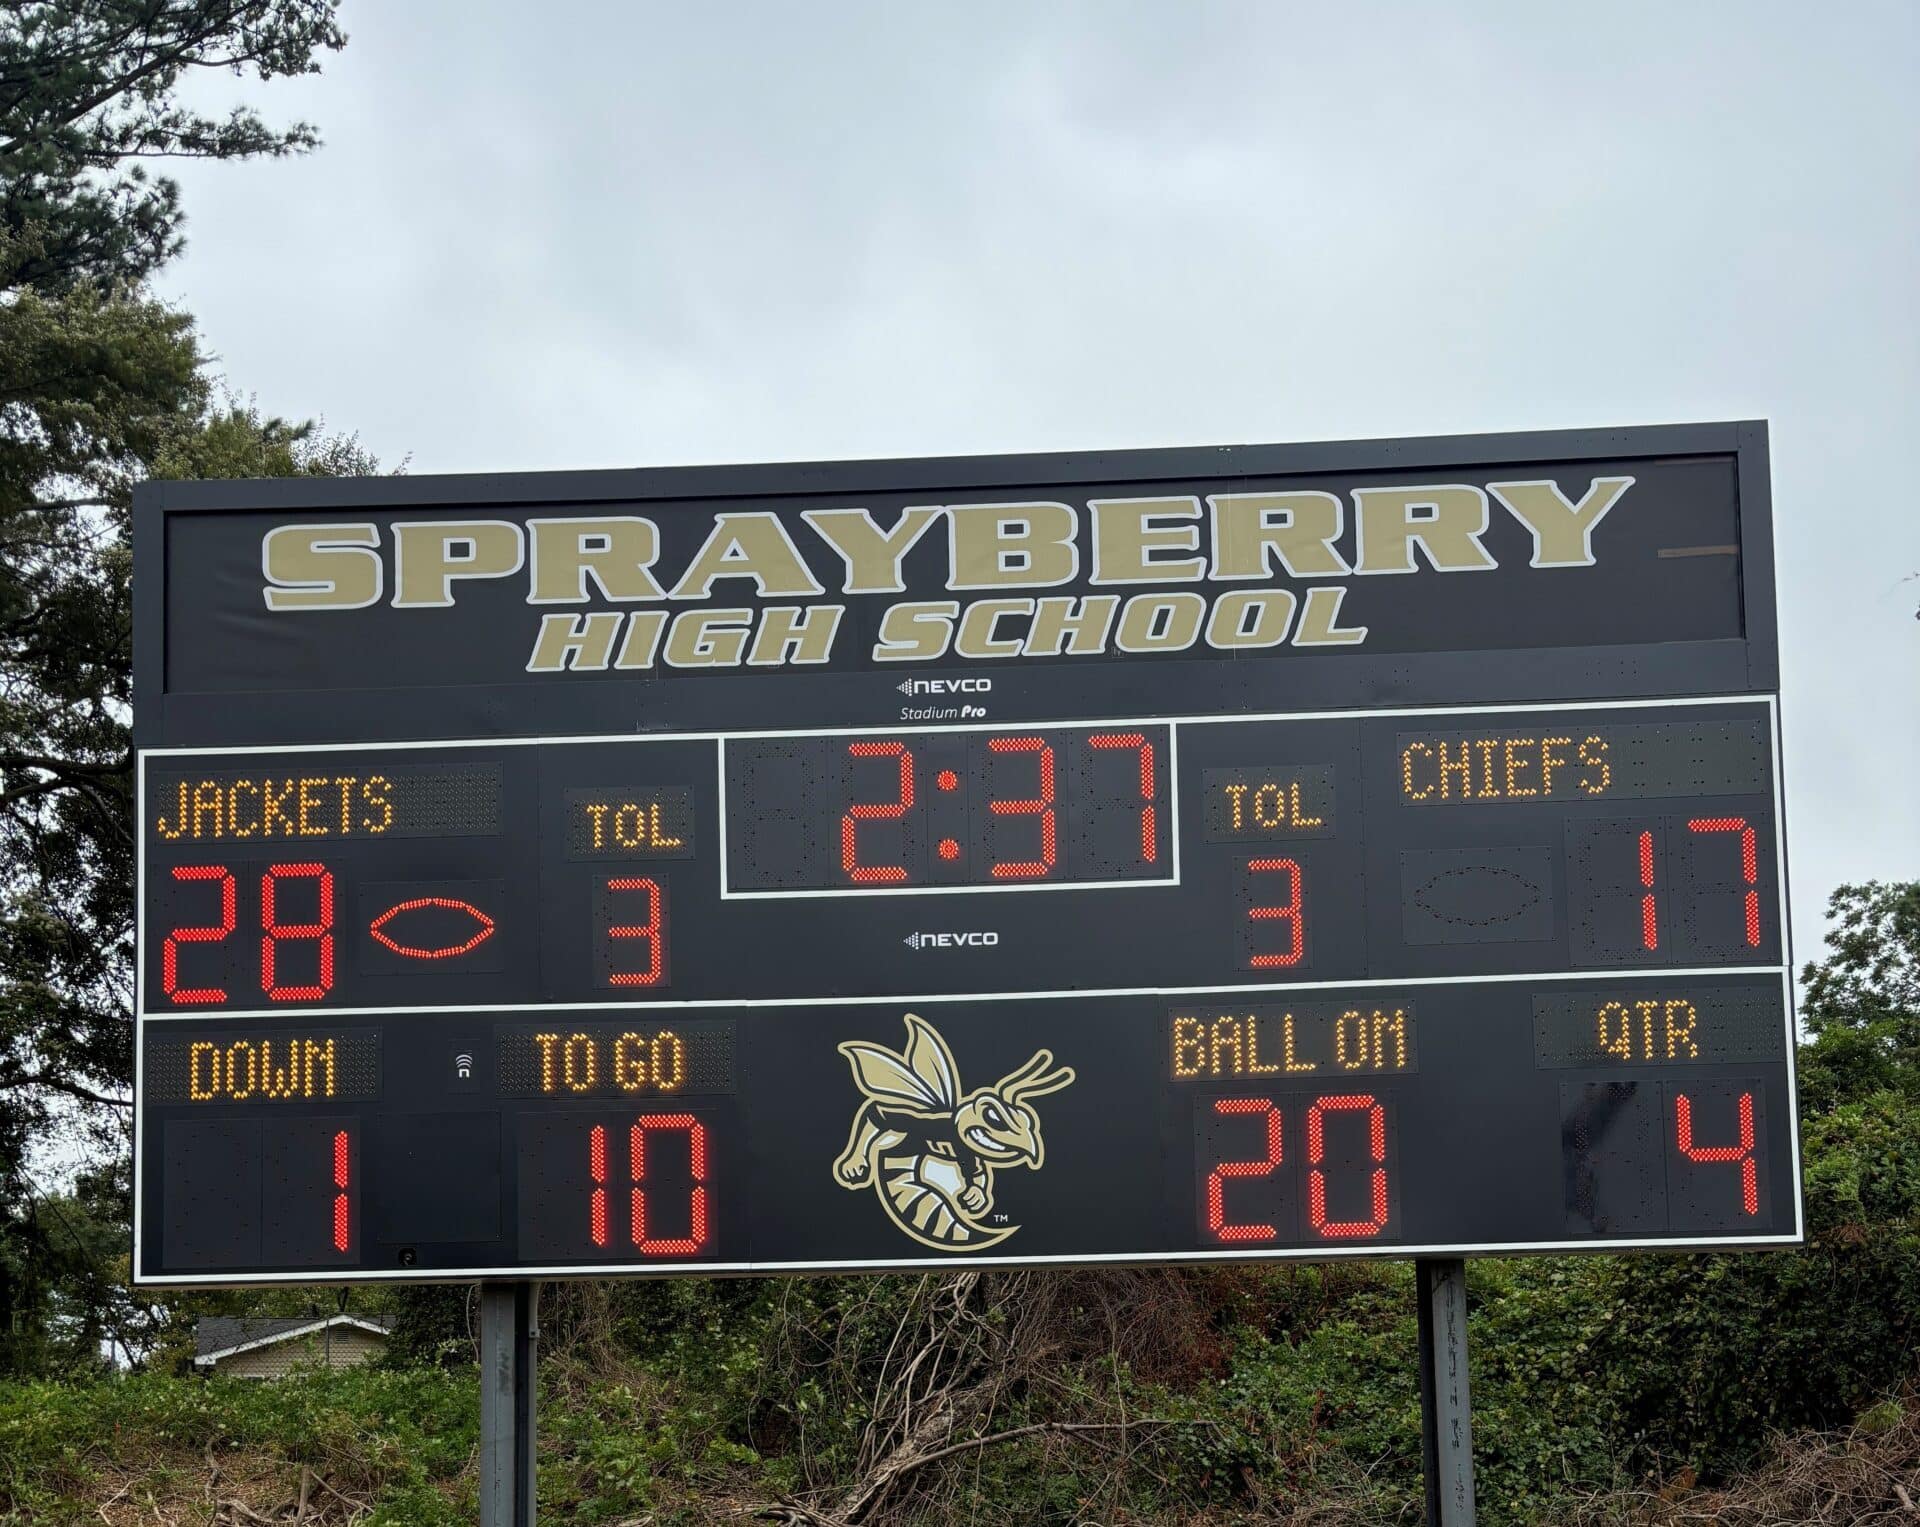 SPRAYBERRY
HIGH SCHOOL
NEVCO
Stadium Pro
JACKETS TOL 2:37 TOL CHIEFS
28 3 3 17
NEVCO
DOWN TO GO BALL ON QTR
1 10 20 4
TM